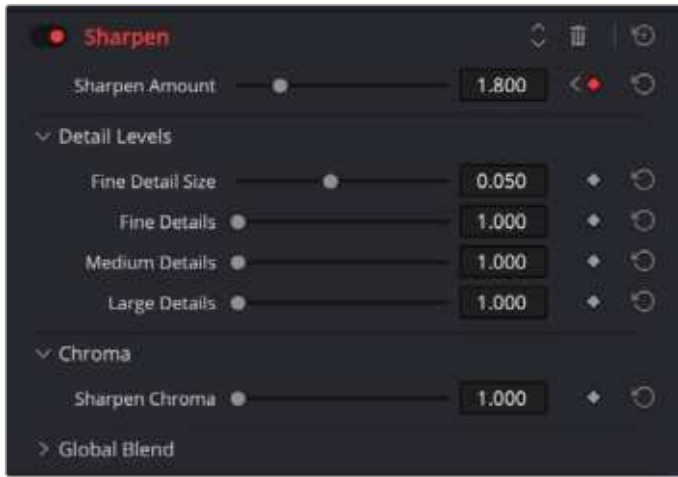 Sharpen
Sharpen Amount 1.800
Detail Levels
Fine Detail Size 0.050
Fine Details 1.000
Medium Details 1.000
Large Details 1.000
Chroma
Sharpen Chroma 1.000
Global Blend